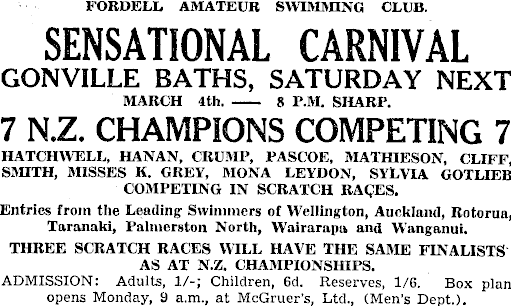 FORDELL AMATEUR SWIMMING CLUB.
SENSATIONAL CARNIVAL
GONVILLE BATHS, SATURDAY NEXT
MARCH 4th. — 8 P.M. SHARP.
7 N.Z. CHAMPIONS COMPETING 7
HATCHWELL, HANAN, CRUMP, PASCOE, MATHIESON, CLIFF,
SMITH, MISSES K. GREY, MONA LEYDON, SYLVIA GOTLIEB
COMPETING IN SCRATCH RACES.
Entries from the Leading Swimmers of Wellington, Auckland, Rotorua,
Taranaki, Palmerston North, Wairarapa and Wanganui.
THREE SCRATCH RACES WILL HAVE THE SAME FINALISTS
AS AT N.Z. CHAMPIONSHIPS.
ADMISSION: Adults, 1/-; Children, 6d. Reserves, 1/6. Box plan
opens Monday, 9 a.m., at McGruer's, Ltd., (Men's Dept.).